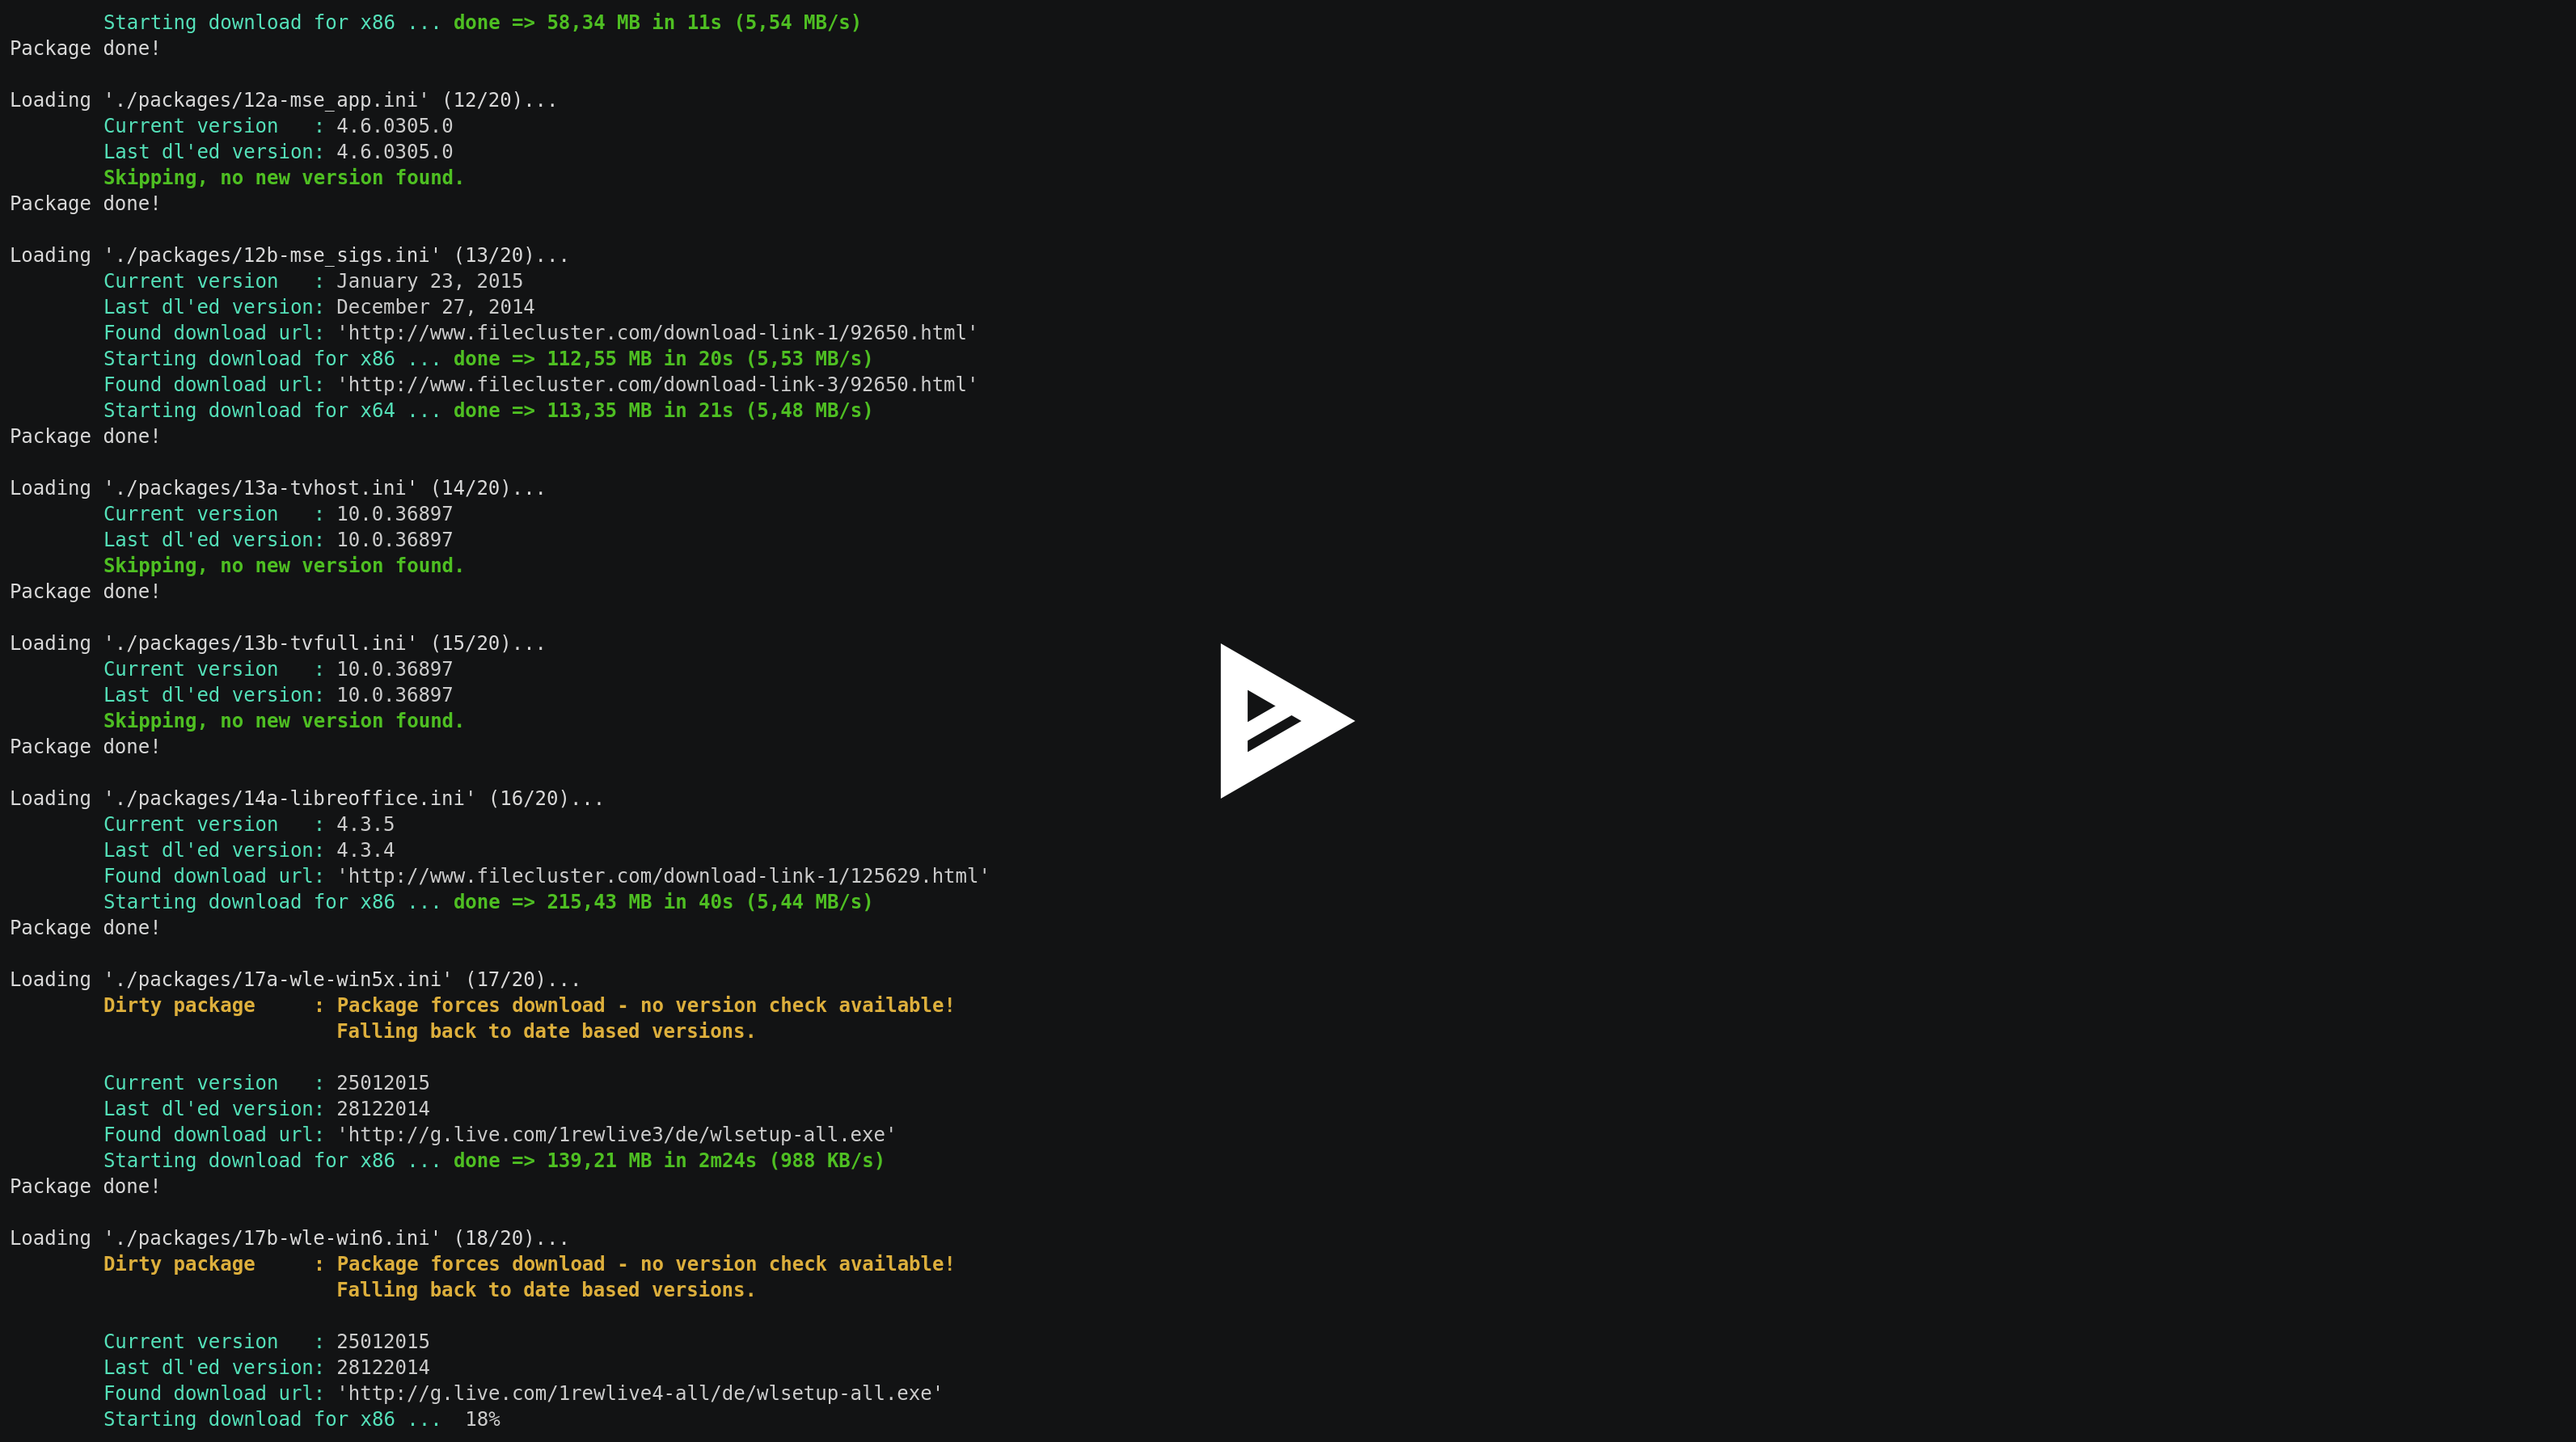 Starting download for x86 ... done => 58,34 MB in 11s (5,54 MB/s)
Package done!
Loading './packages/12a-mse_app.ini' (12/20)...
Current version   : 4.6.0305.0
Last dl'ed version: 4.6.0305.0
Skipping, no new version found.
Package done!
Loading './packages/12b-mse_sigs.ini' (13/20)...
Current version   : January 23, 2015
Last dl'ed version: December 27, 2014
Found download url: 'http://www.filecluster.com/download-link-1/92650.html'
Starting download for x86 ... done => 112,55 MB in 20s (5,53 MB/s)
Found download url: 'http://www.filecluster.com/download-link-3/92650.html'
Starting download for x64 ... done => 113,35 MB in 21s (5,48 MB/s)
Package done!
Loading './packages/13a-tvhost.ini' (14/20)...
Current version   : 10.0.36897
Last dl'ed version: 10.0.36897
Skipping, no new version found.
Package done!
Loading './packages/13b-tvfull.ini' (15/20)...
Current version   : 10.0.36897
Last dl'ed version: 10.0.36897
Skipping, no new version found.
Package done!
Loading './packages/14a-libreoffice.ini' (16/20)...
Current version   : 4.3.5
Last dl'ed version: 4.3.4
Found download url: 'http://www.filecluster.com/download-link-1/125629.html'
Starting download for x86 ... done => 215,43 MB in 40s (5,44 MB/s)
Package done!
Loading './packages/17a-wle-win5x.ini' (17/20)...
Dirty package     : Package forces download - no version check available!
Falling back to date based versions.
Current version   : 25012015
Last dl'ed version: 28122014
Found download url: 'http://g.live.com/1rewlive3/de/wlsetup-all.exe'
Starting download for x86 ... done => 139,21 MB in 2m24s (988 KB/s)
Package done!
Loading './packages/17b-wle-win6.ini' (18/20)...
Dirty package     : Package forces download - no version check available!
Falling back to date based versions.
Current version   : 25012015
Last dl'ed version: 28122014
Found download url: 'http://g.live.com/1rewlive4-all/de/wlsetup-all.exe'
Starting download for x86 ...  18%